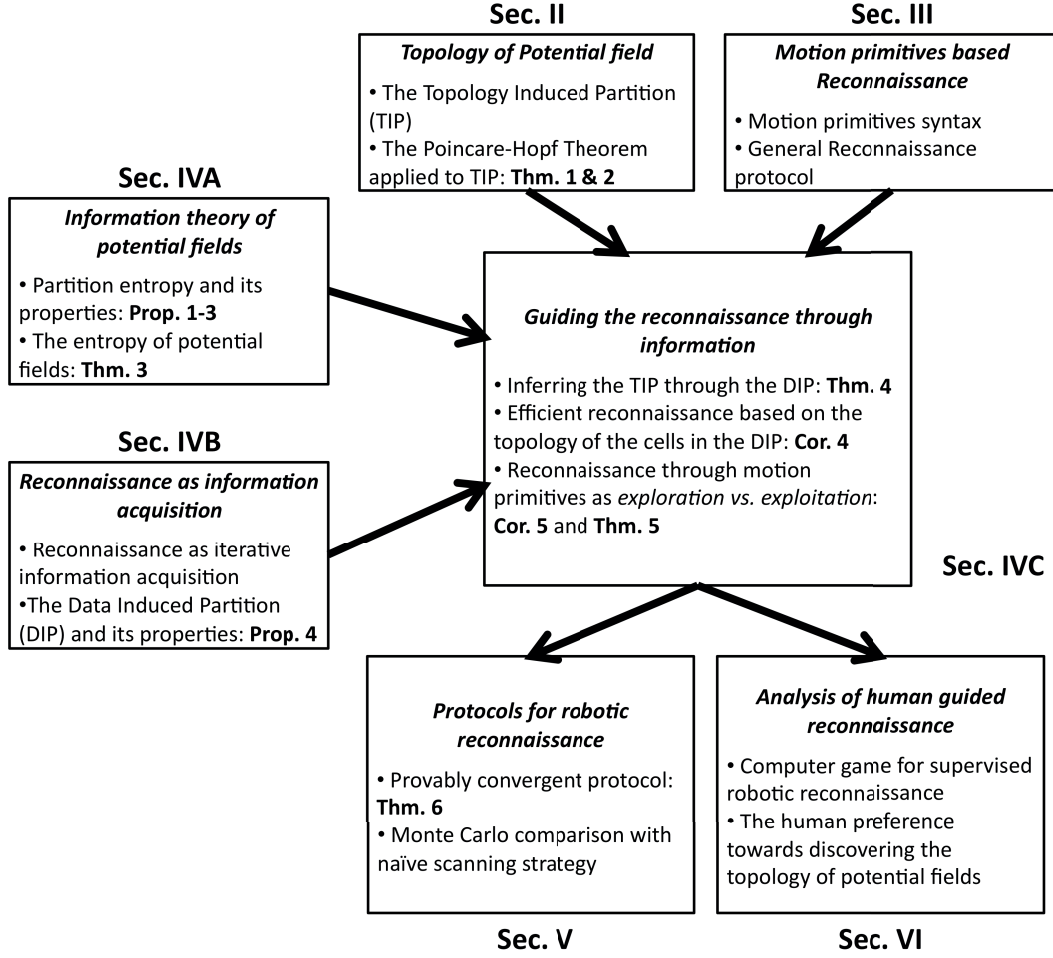 Sec. II
Topology of Potential field
• The Topology Induced Partition
(TIP)
• The Poincare-Hopf Theorem
applied to TIP: Thm. 1 & 2
Sec. III
Motion primitives based
Reconnaissance
• Motion primitives syntax
• General Reconnaissance
protocol
Sec. IVA
Information theory of
potential fields
• Partition entropy and its
properties: Prop. 1-3
• The entropy of potential
fields: Thm. 3
Sec. IVB
Reconnaissance as information
acquisition
• Reconnaissance as iterative
information acquisition
•The Data Induced Partition
(DIP) and its properties: Prop. 4
Guiding the reconnaissance through
information
• Inferring the TIP through the DIP: Thm. 4
• Efficient reconnaissance based on the
topology of the cells in the DIP: Cor. 4
• Reconnaissance through motion
primitives as exploration vs. exploitation:
Cor. 5 and Thm. 5
Sec. IVC
Protocols for robotic
reconnaissance
• Provably convergent protocol:
Thm. 6
• Monte Carlo comparison with
naïve scanning strategy
Sec. V
Analysis of human guided
reconnaissance
• Computer game for supervised
robotic reconnaissance
• The human preference
towards discovering the
topology of potential fields
Sec. VI